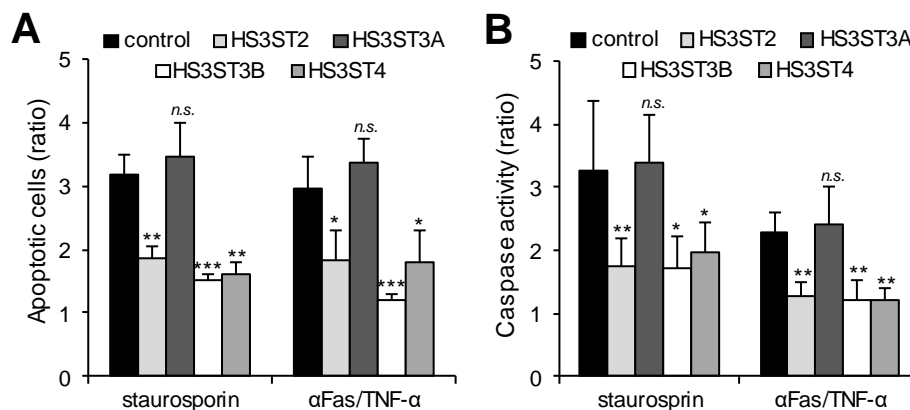 A
control HS3ST2 HS3ST3A
HS3ST3B HS3ST4
Apoptotic cells (ratio)
5
4
3
2
1
0
**
n.s.
***
**
*
n.s.
***
*
staurosporin αFas/TNF-α
B
control HS3ST2 HS3ST3A
HS3ST3B HS3ST4
Caspase activity (ratio)
5
4
3
2
1
0
**
n.s.
*
*
**
n.s.
**
**
staurosprin αFas/TNF-α